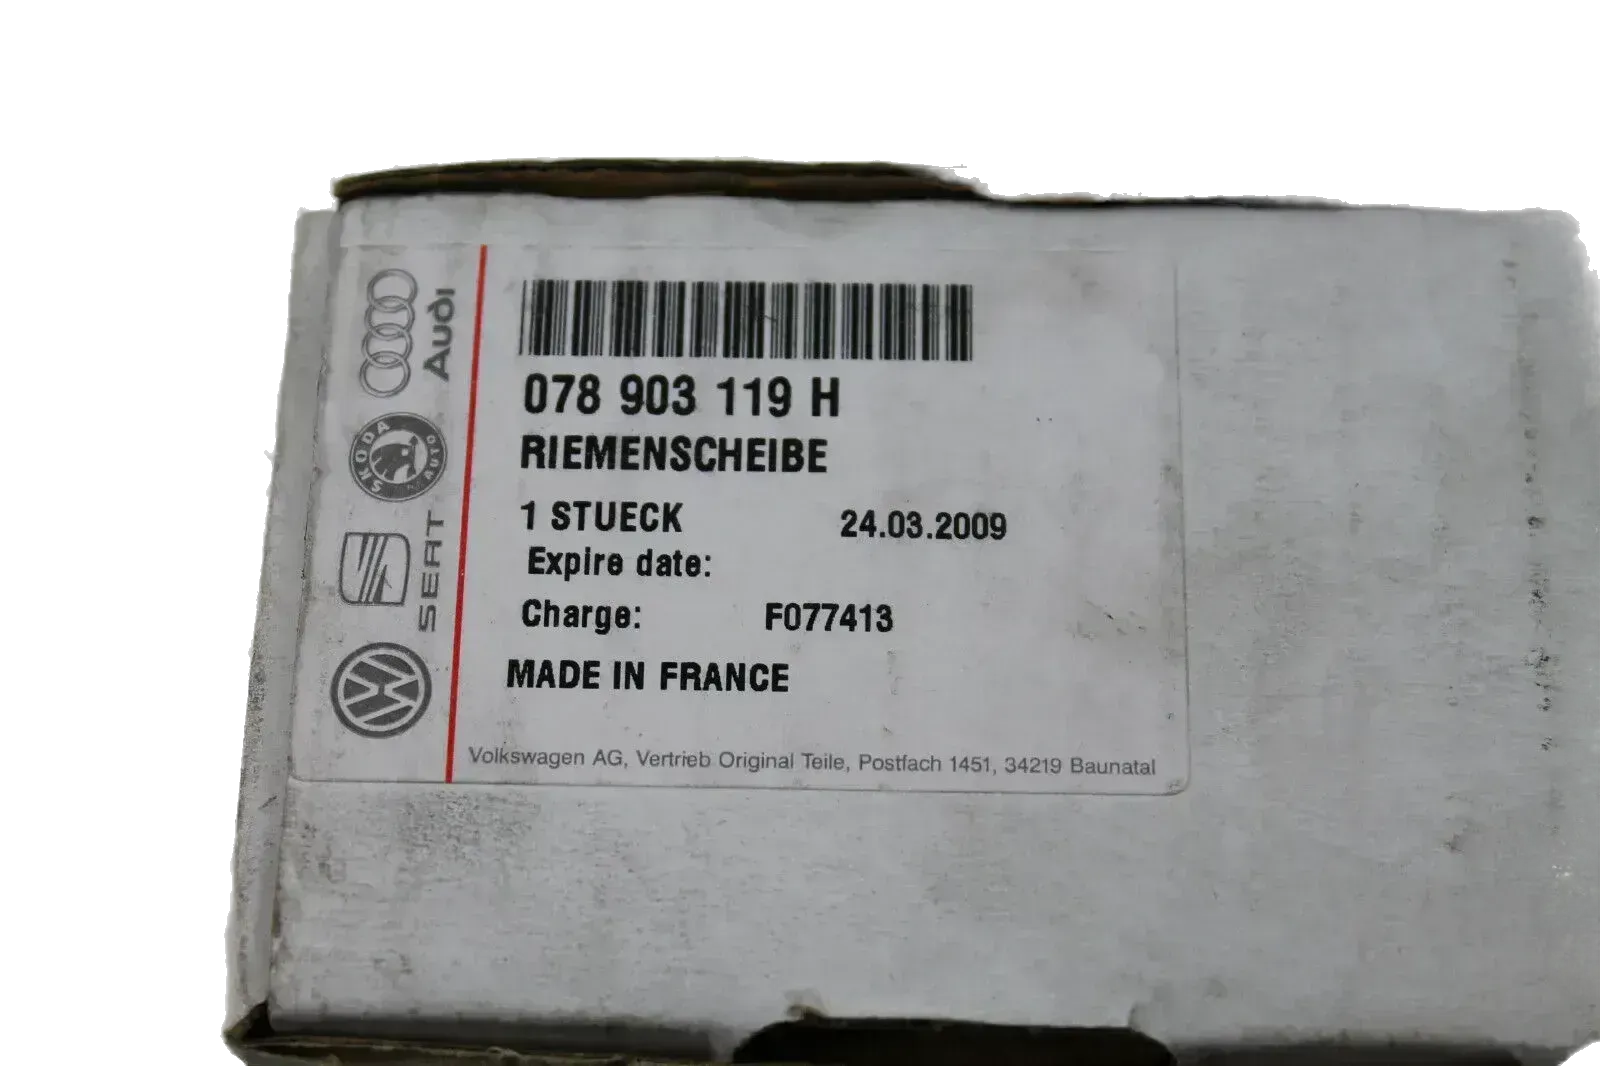 Audi
SKODA AUTO
SEAT
078 903 119 H
RIEMENSCHEIBE
1 STUECK 24.03.2009
Expire date:
Charge: F077413
MADE IN FRANCE
Volkswagen AG, Vertrieb Original Teile, Postfach 1451, 34219 Baunatal